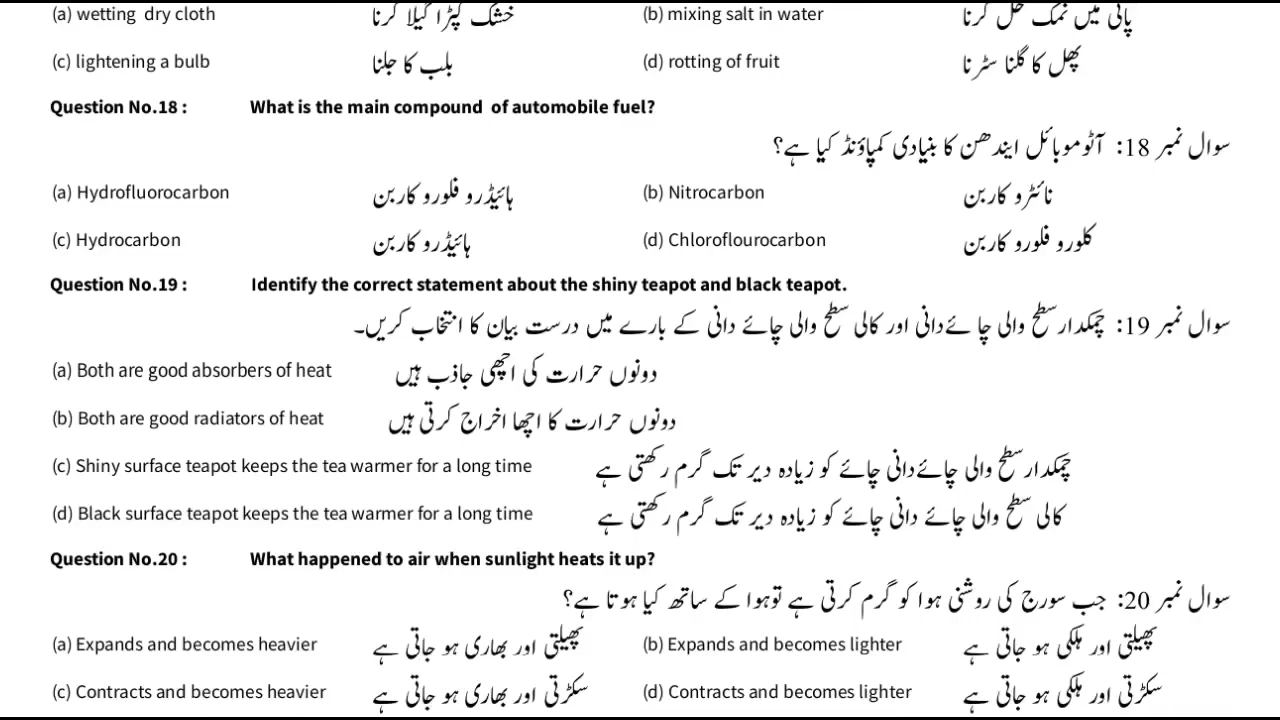 (a) wetting dry cloth خشک کپڑا گیلا کرنا (b) mixing salt in water پانی میں نمک حل کرنا
(c) lightening a bulb بلب کا جلنا (d) rotting of fruit پھل کا گلنا سڑنا
Question No.18 : What is the main compound of automobile fuel?
سوال نمبر 18: آٹوموبائل ایندھن کا بنیادی کمپاؤنڈ کیا ہے؟
(a) Hydrofluorocarbon ہائیڈرو فلورو کاربن (b) Nitrocarbon نائٹرو کاربن
(c) Hydrocarbon ہائیڈرو کاربن (d) Chloroflourocarbon کلورو فلورو کاربن
Question No.19 : Identify the correct statement about the shiny teapot and black teapot.
سوال نمبر 19: چمکدار سطح والی چائے دانی اور کالی سطح والی چائے دانی کے بارے میں درست بیان کا انتخاب کریں۔
(a) Both are good absorbers of heat دونوں حرارت کی اچھی جاذب ہیں
(b) Both are good radiators of heat دونوں حرارت کا اچھا اخراج کرتی ہیں
(c) Shiny surface teapot keeps the tea warmer for a long time چمکدار سطح والی چائے دانی چائے کو زیادہ دیر تک گرم رکھتی ہے
(d) Black surface teapot keeps the tea warmer for a long time کالی سطح والی چائے دانی چائے کو زیادہ دیر تک گرم رکھتی ہے
Question No.20 : What happened to air when sunlight heats it up?
سوال نمبر 20: جب سورج کی روشنی ہوا کو گرم کرتی ہے توہوا کے ساتھ کیا ہوتا ہے؟
(a) Expands and becomes heavier پھیلتی اور بھاری ہو جاتی ہے (b) Expands and becomes lighter پھیلتی اور ہلکی ہو جاتی ہے
(c) Contracts and becomes heavier سکڑتی اور بھاری ہو جاتی ہے (d) Contracts and becomes lighter سکڑتی اور ہلکی ہو جاتی ہے